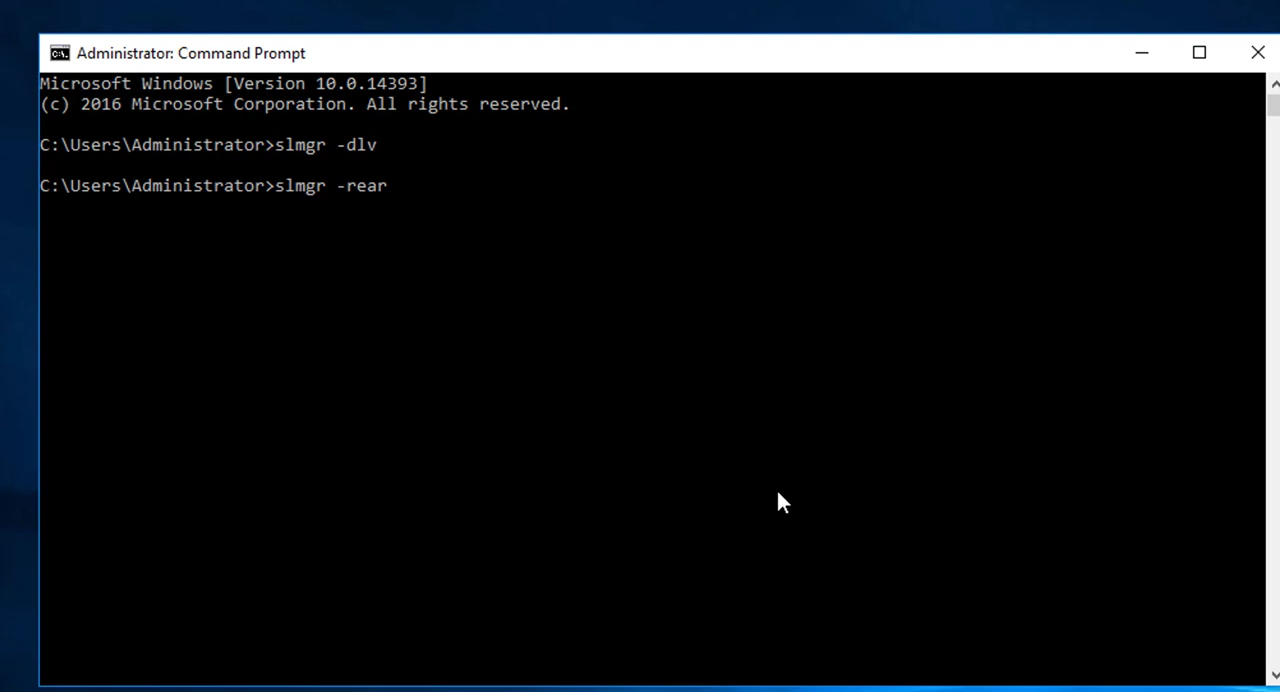 Administrator: Command Prompt
Microsoft Windows [Version 10.0.14393]
(c) 2016 Microsoft Corporation. All rights reserved.
C:\Users\Administrator>slmgr -dlv
C:\Users\Administrator>slmgr -rear